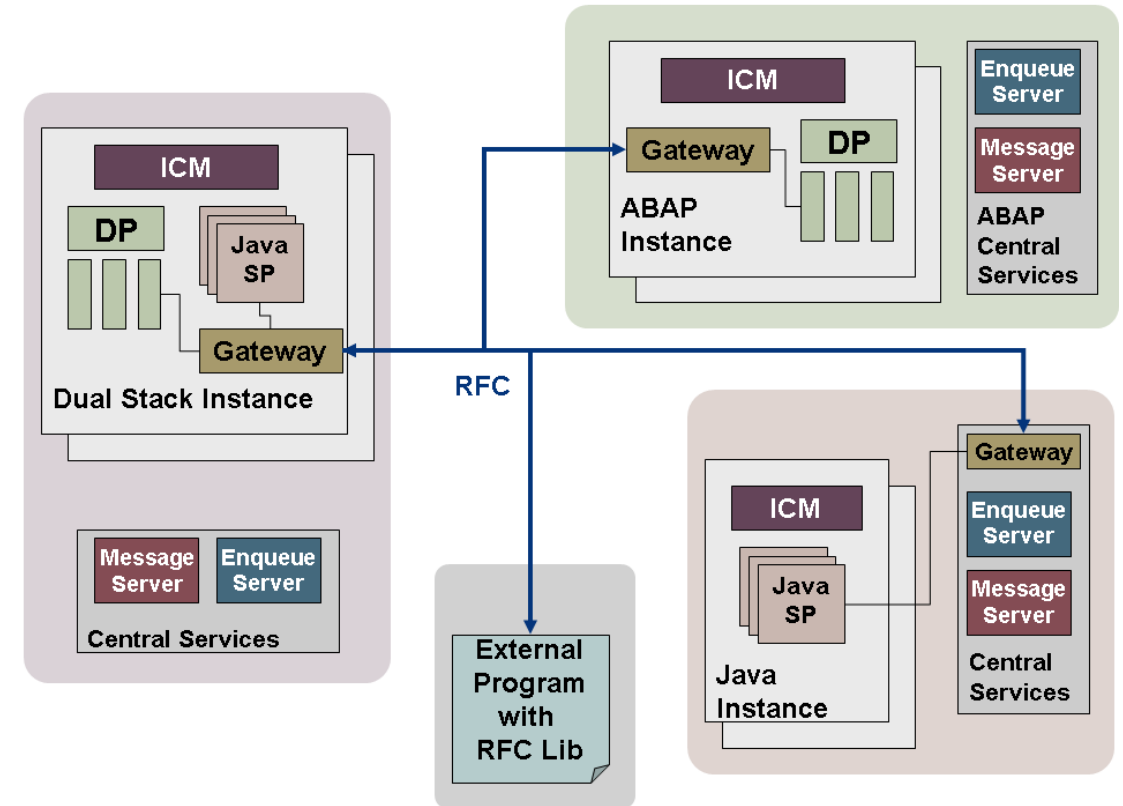 ICM
DP
Java
SP
Gateway
Dual Stack Instance
Message
Server
Enqueue
Server
Central Services
RFC
External
Program
with
RFC Lib
ICM
Gateway
DP
ABAP
Instance
Enqueue
Server
Message
Server
ABAP
Central
Services
ICM
Java
SP
Java
Instance
Gateway
Enqueue
Server
Message
Server
Central
Services